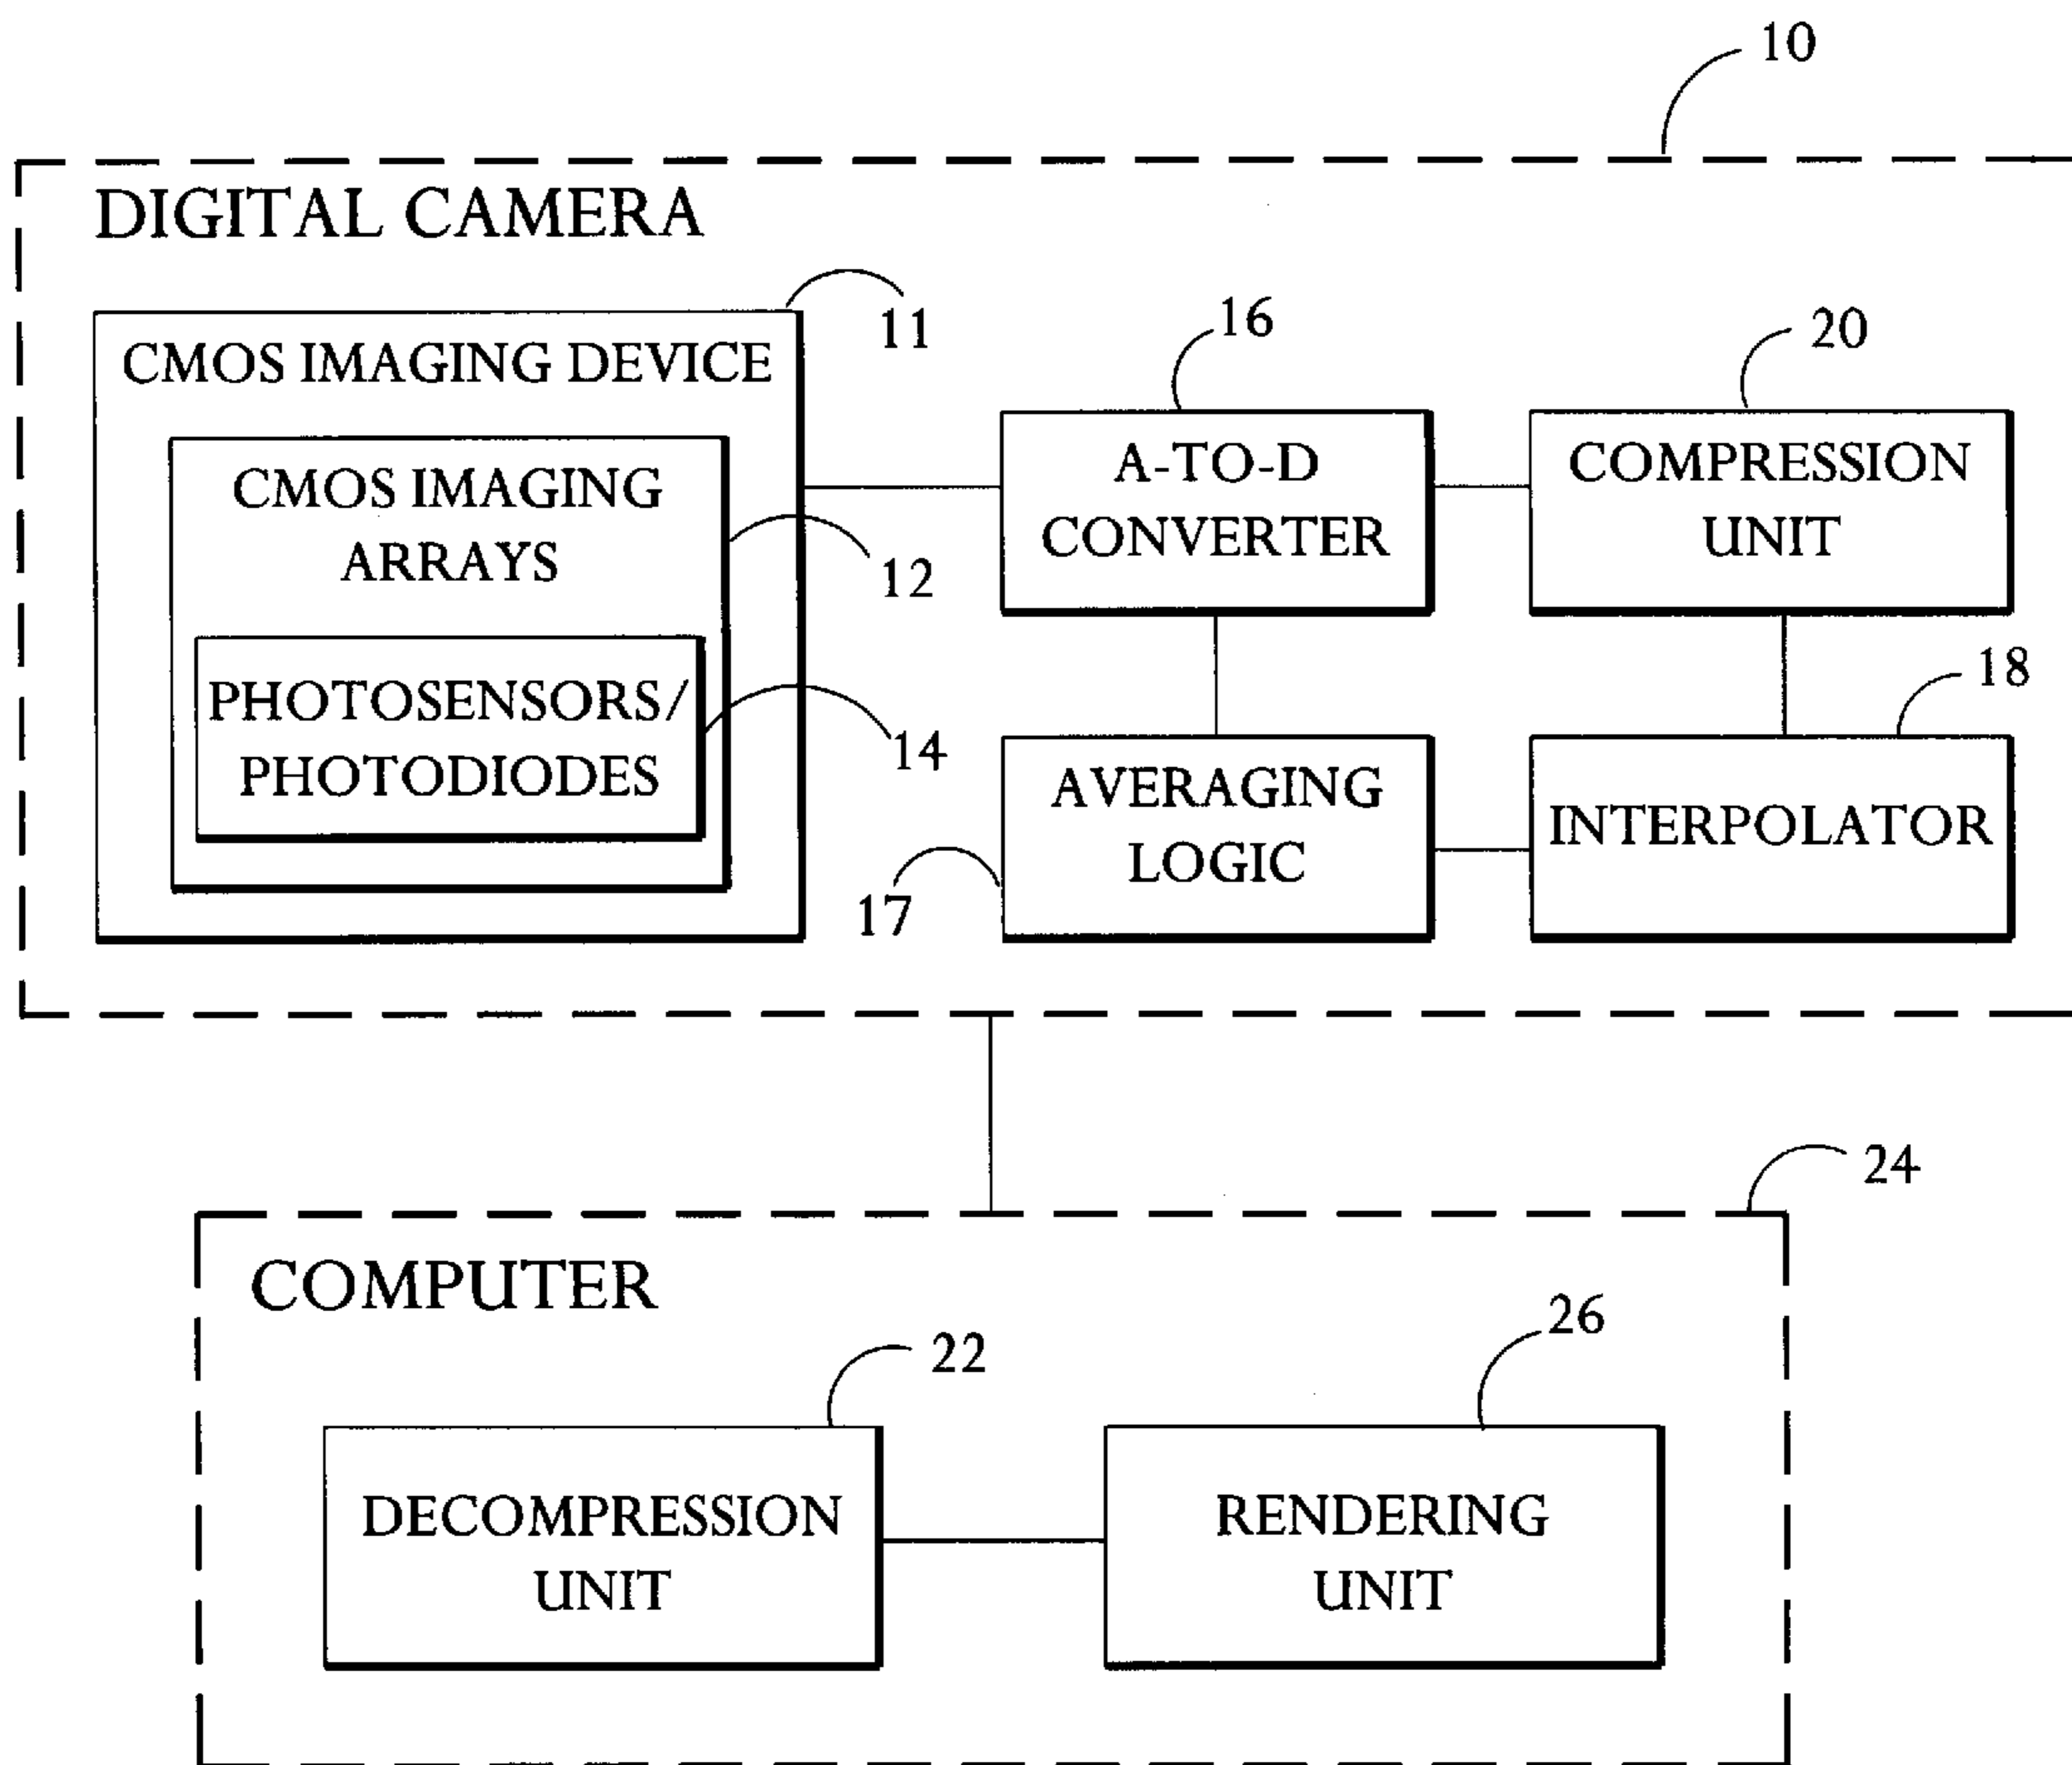 10
DIGITAL CAMERA
11
CMOS IMAGING DEVICE
CMOS IMAGING
ARRAYS
12
PHOTOSENSORS/
PHOTODIODES
14
16
A-TO-D
CONVERTER
20
COMPRESSION
UNIT
17
AVERAGING
LOGIC
18
INTERPOLATOR
24
COMPUTER
22
DECOMPRESSION
UNIT
26
RENDERING
UNIT